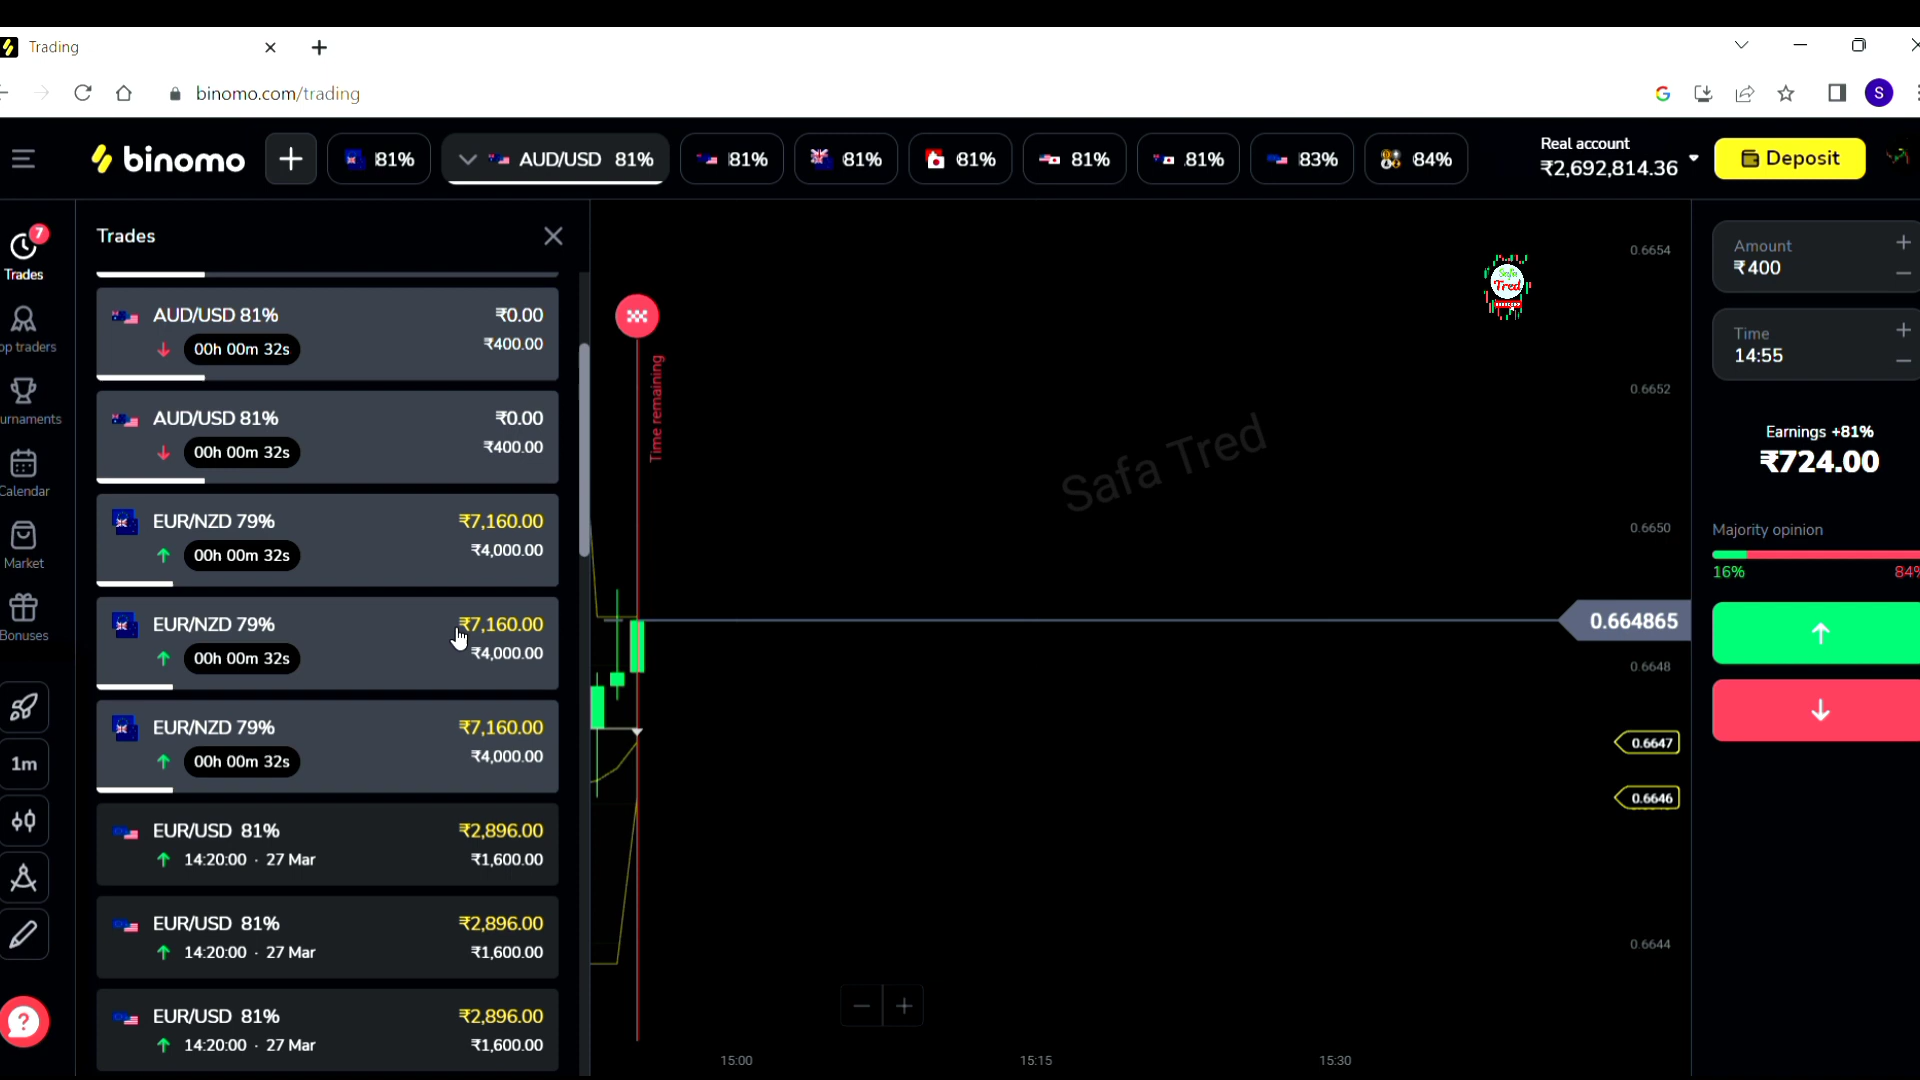 Trading
binomo.com/trading
S
binomo
81%
AUD/USD 81%
81%
81%
81%
81%
81%
83%
84%
Real account
₹2,692,814.36
Deposit
7
Trades
op traders
urnaments
Calendar
Market
Bonuses
1m
Trades
AUD/USD 81% ₹0.00
00h 00m 32s ₹400.00
AUD/USD 81% ₹0.00
00h 00m 32s ₹400.00
EUR/NZD 79% ₹7,160.00
00h 00m 32s ₹4,000.00
EUR/NZD 79% ₹7,160.00
00h 00m 32s ₹4,000.00
EUR/NZD 79% ₹7,160.00
00h 00m 32s ₹4,000.00
EUR/USD 81% ₹2,896.00
14:20:00 · 27 Mar ₹1,600.00
EUR/USD 81% ₹2,896.00
14:20:00 · 27 Mar ₹1,600.00
EUR/USD 81% ₹2,896.00
14:20:00 · 27 Mar ₹1,600.00
Time remaining
Safa Tred
Safa
Tred
0.6654
0.6652
0.6650
0.664865
0.6648
0.6647
0.6646
0.6644
15:00
15:15
15:30
Amount
₹400
Time
14:55
Earnings +81%
₹724.00
Majority opinion
16% 84%